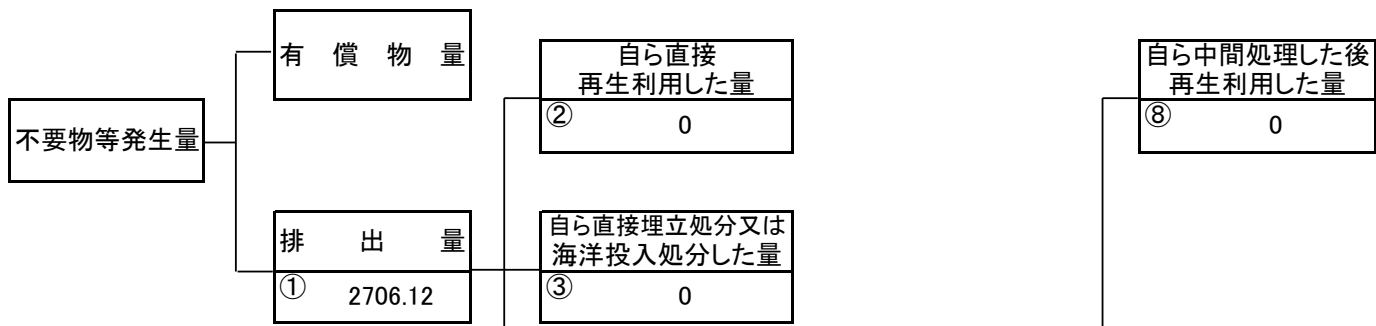 有償物量
自ら直接
再生利用した量
② 0
自ら中間処理した後
再生利用した量
⑧ 0
不要物等発生量
排出量
① 2706.12
自ら直接埋立処分又は
海洋投入処分した量
③ 0